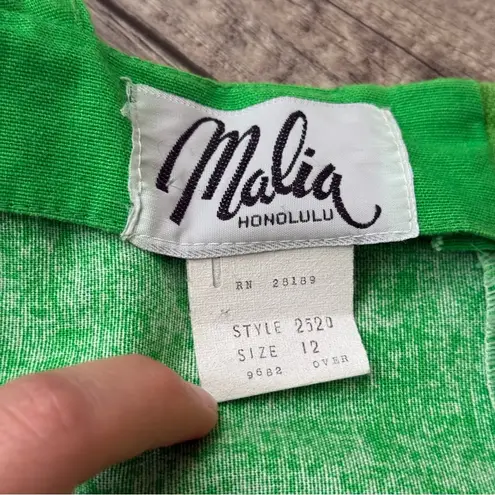 Malia
HONOLULU
RN 28189
STYLE 2520
SIZE 12
9682 OVER